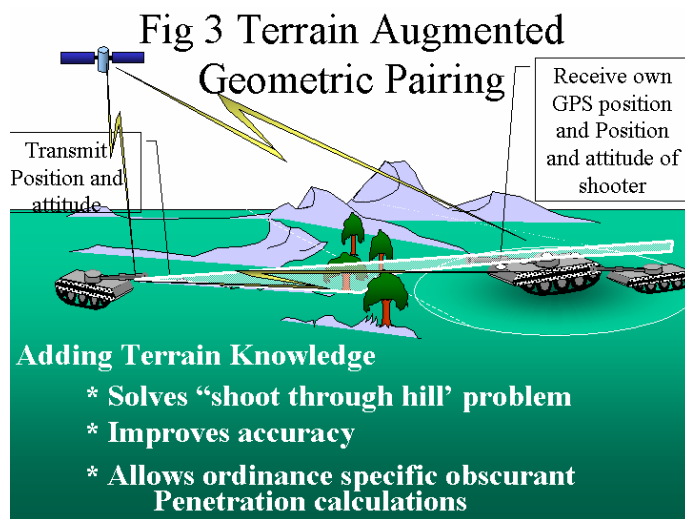 Fig 3 Terrain Augmented
Geometric Pairing
Receive own
GPS position
and Position
and attitude of
shooter
Transmit
Position and
attitude
Adding Terrain Knowledge
* Solves “shoot through hill’ problem
* Improves accuracy
* Allows ordinance specific obscurant
Penetration calculations